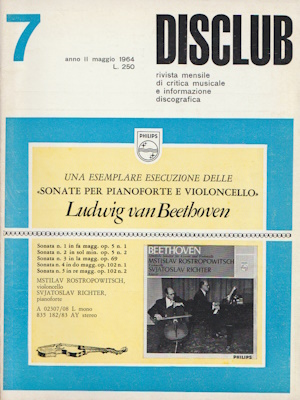 7
anno II maggio 1964
L. 250
DISCLUB
rivista mensile
di critica musicale
e informazione
discografica
PHILIPS
UNA ESEMPLARE ESECUZIONE DELLE
«SONATE PER PIANOFORTE E VIOLONCELLO»
Ludwig van Beethoven
Sonata n. 1 in fa magg. op. 5 n. 1
Sonata n. 2 in sol min. op. 5 n. 2
Sonata n. 3 in la magg. op 69
Sonata n. 4 in do magg. op. 102 n. 1
Sonata n. 5 in re magg. op. 102 n. 2
MSTILAV ROSTROPOWITSCH,
violoncello
WJATOSLAV RICHTER,
pianoforte
A 02307/08 L mono
835 182/83 AY stereo
BEETHOVEN
MSTISLAV ROSTROPOWITSCH
WJATOSLAV RICHTER
PHILIPS